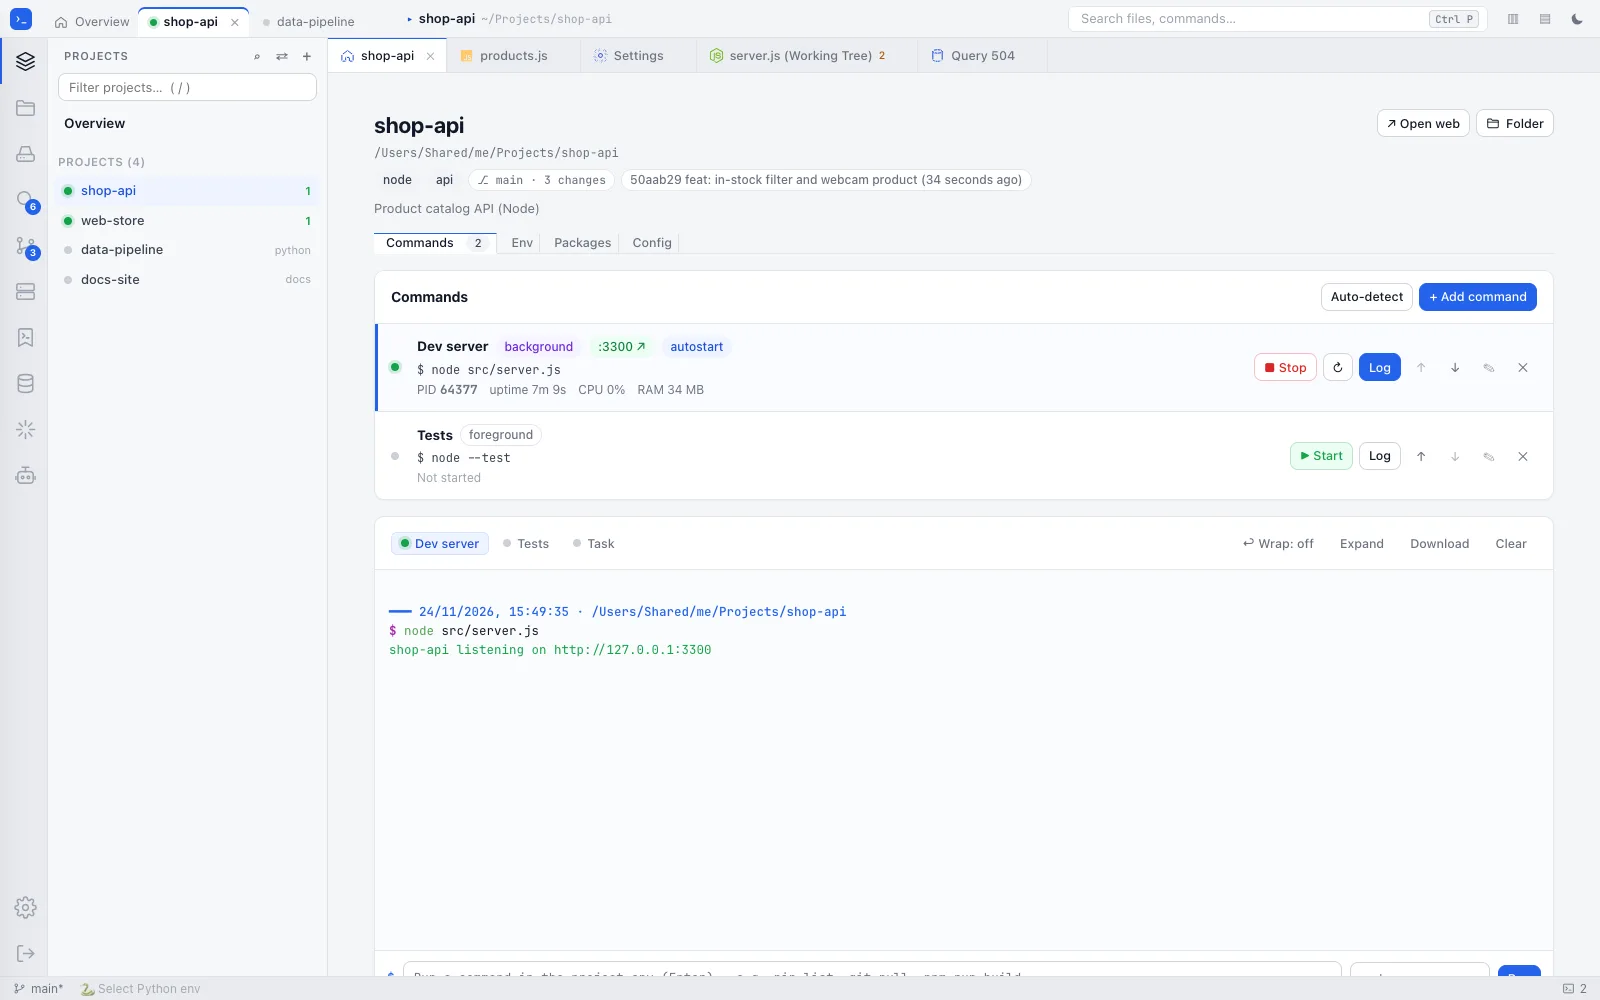 Overview
shop-api
data-pipeline
shop-api ~/Projects/shop-api
Search files, commands...
Ctrl P
PROJECTS
Filter projects... ( / )
Overview
PROJECTS (4)
shop-api 1
web-store 1
data-pipeline python
docs-site docs
6
3
shop-api
products.js
Settings
server.js (Working Tree) 2
Query 504
shop-api
Open web
Folder
/Users/Shared/me/Projects/shop-api
node
api
main · 3 changes
50aab29 feat: in-stock filter and webcam product (34 seconds ago)
Product catalog API (Node)
Commands 2
Env
Packages
Config
Commands
Auto-detect
+ Add command
Dev server background :3300 ↗ autostart
$ node src/server.js
PID 64377 uptime 7m 9s CPU 0% RAM 34 MB
Stop
Log
Tests foreground
$ node --test
Not started
Start
Log
Dev server
Tests
Task
Wrap: off
Expand
Download
Clear
24/11/2026, 15:49:35 · /Users/Shared/me/Projects/shop-api
$ node src/server.js
shop-api listening on http://127.0.0.1:3300
main*
Select Python env
2